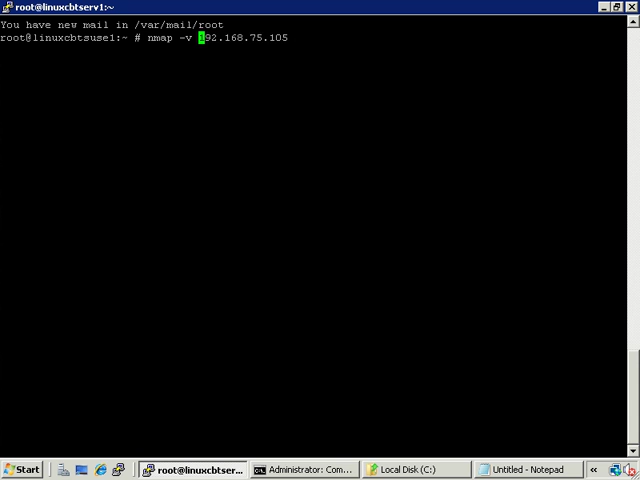 root@linuxcbtserv1:~
You have new mail in /var/mail/root
root@linuxcbtsuse1:~ # nmap -v 192.168.75.105
Start
root@linuxcbtser...
Administrator: Com...
Local Disk (C:)
Untitled - Notepad
«